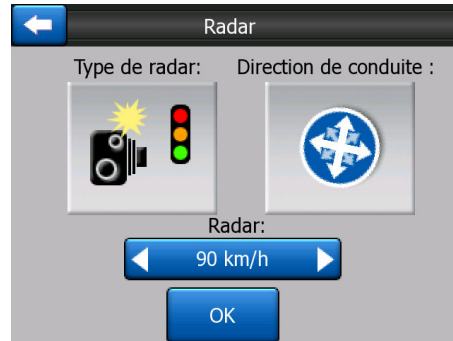 Radar
Type de radar: Direction de conduite :
Radar:
90 km/h
OK